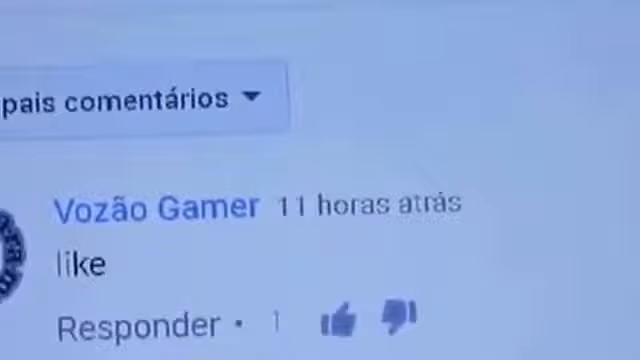 pais comentários
Vozão Gamer 11 horas atrás
like
Responder · 1